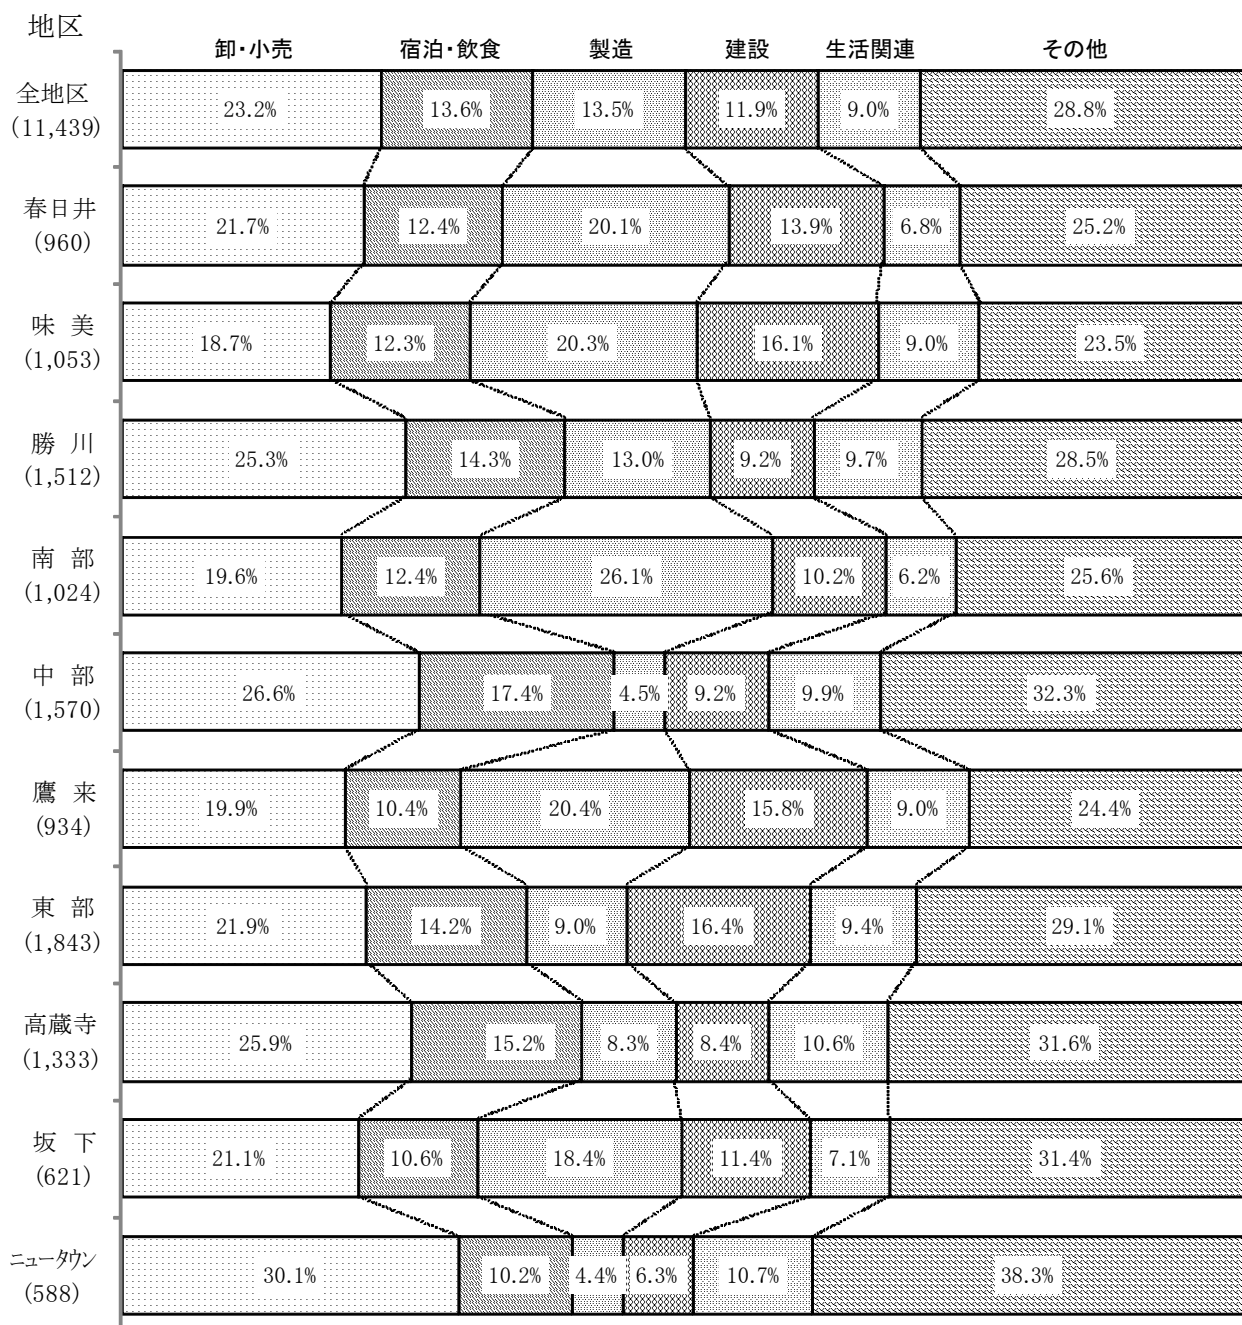 地区
卸・小売 宿泊・飲食 製造 建設 生活関連 その他
全地区
(11,439)
23.2% 13.6% 13.5% 11.9% 9.0% 28.8%
春日井
(960)
21.7% 12.4% 20.1% 13.9% 6.8% 25.2%
味 美
(1,053)
18.7% 12.3% 20.3% 16.1% 9.0% 23.5%
勝 川
(1,512)
25.3% 14.3% 13.0% 9.2% 9.7% 28.5%
南 部
(1,024)
19.6% 12.4% 26.1% 10.2% 6.2% 25.6%
中 部
(1,570)
26.6% 17.4% 4.5% 9.2% 9.9% 32.3%
鷹 来
(934)
19.9% 10.4% 20.4% 15.8% 9.0% 24.4%
東 部
(1,843)
21.9% 14.2% 9.0% 16.4% 9.4% 29.1%
高蔵寺
(1,333)
25.9% 15.2% 8.3% 8.4% 10.6% 31.6%
坂 下
(621)
21.1% 10.6% 18.4% 11.4% 7.1% 31.4%
ニュータウン
(588)
30.1% 10.2% 4.4% 6.3% 10.7% 38.3%